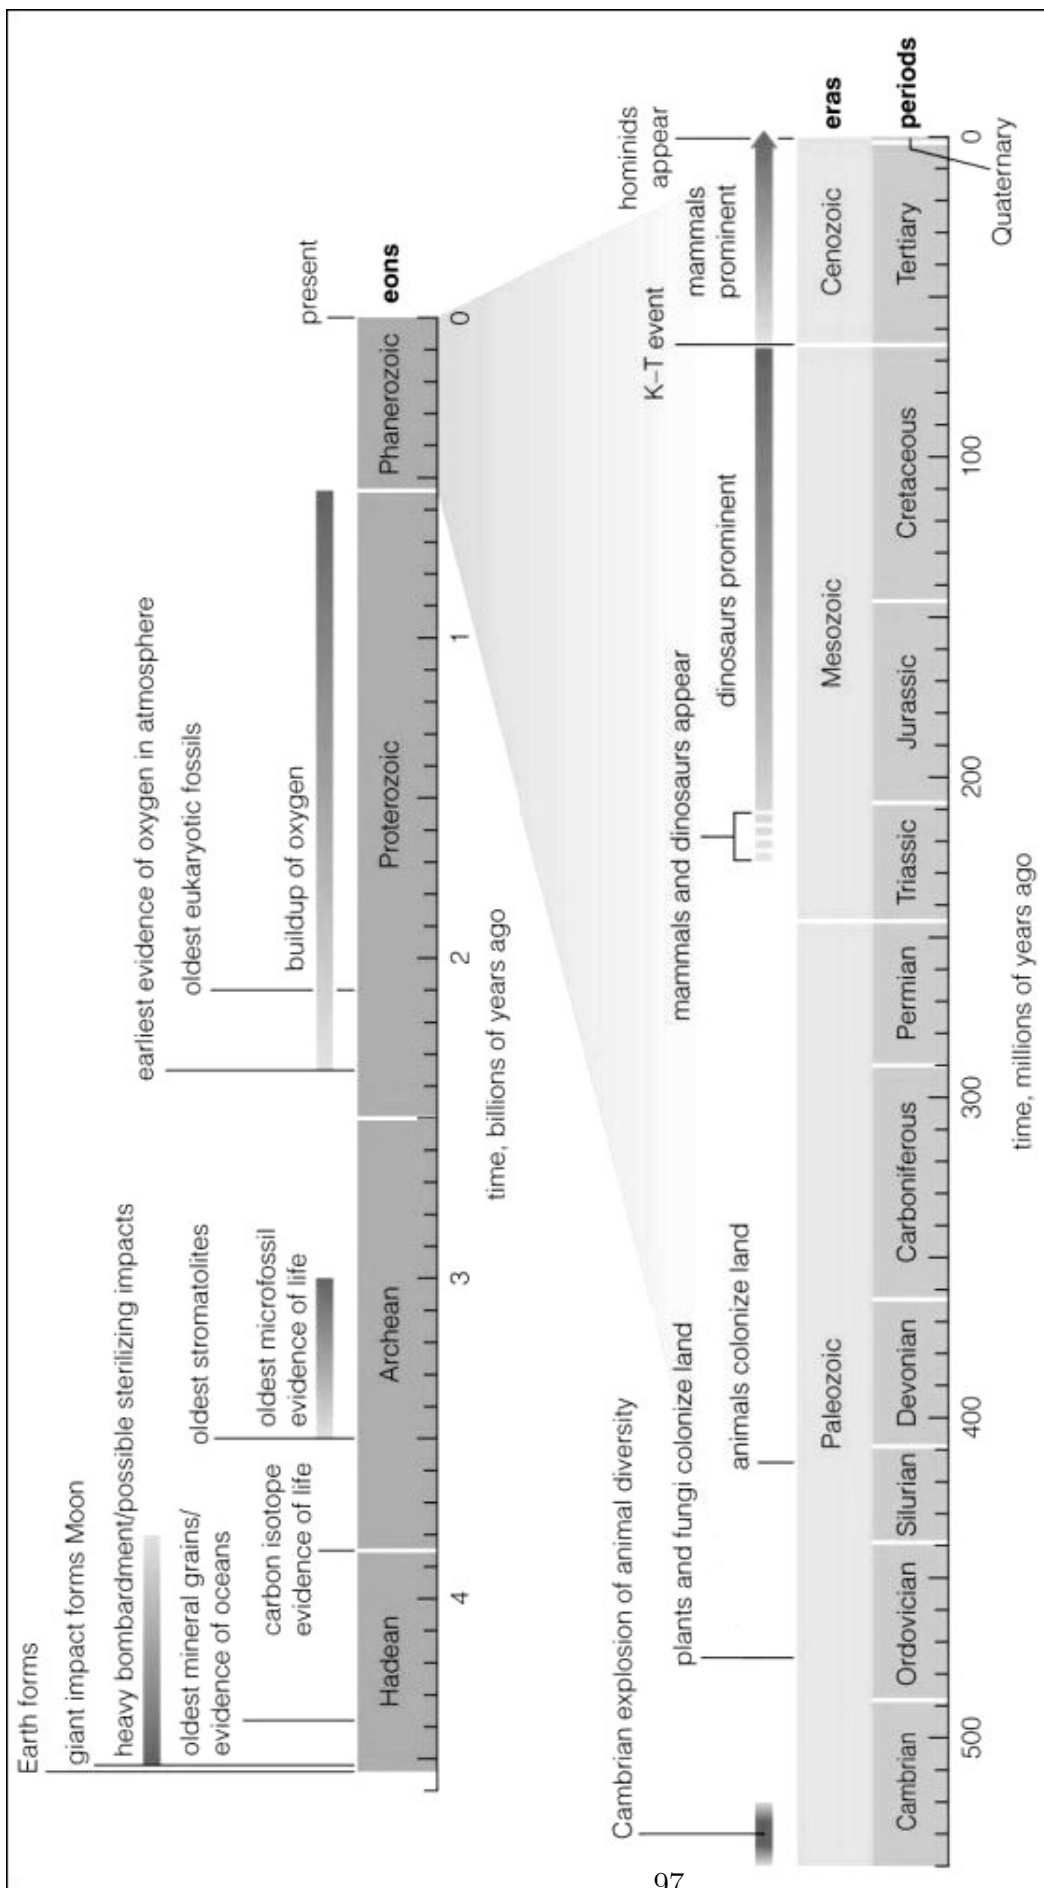 Earth forms
giant impact forms Moon
heavy bombardment/possible sterilizing impacts
oldest mineral grains/
evidence of oceans
carbon isotope
evidence of life
oldest stromatolites
oldest microfossil
evidence of life
earliest evidence of oxygen in atmosphere
oldest eukaryotic fossils
buildup of oxygen
present
Hadean
Archean
Proterozoic
Phanerozoic
eons
4
3
2
1
0
time, billions of years ago
Cambrian explosion of animal diversity
plants and fungi colonize land
animals colonize land
mammals and dinosaurs appear
dinosaurs prominent
K–T event
mammals
prominent
hominids
appear
Paleozoic
Mesozoic
Cenozoic
eras
Cambrian
Ordovician
Silurian
Devonian
Carboniferous
Permian
Triassic
Jurassic
Cretaceous
Tertiary
periods
500
400
300
200
100
0
Quaternary
time, millions of years ago
97